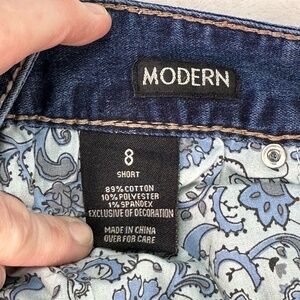 MODERN
8
SHORT
89% COTTON
10% POLYESTER
1% SPANDEX
EXCLUSIVE OF DECORATION
MADE IN CHINA
OVER FOR CARE